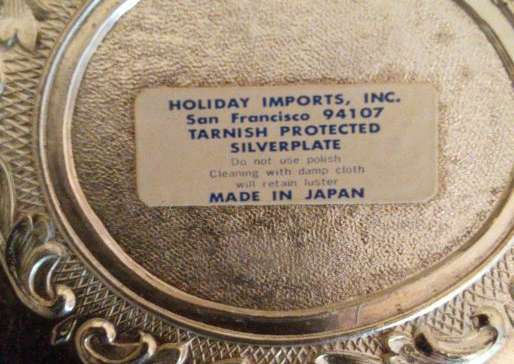 HOLIDAY IMPORTS, INC.
San Francisco 94107
TARNISH PROTECTED
SILVERPLATE
Do not use polish
Cleaning with damp cloth
will retain luster
MADE IN JAPAN